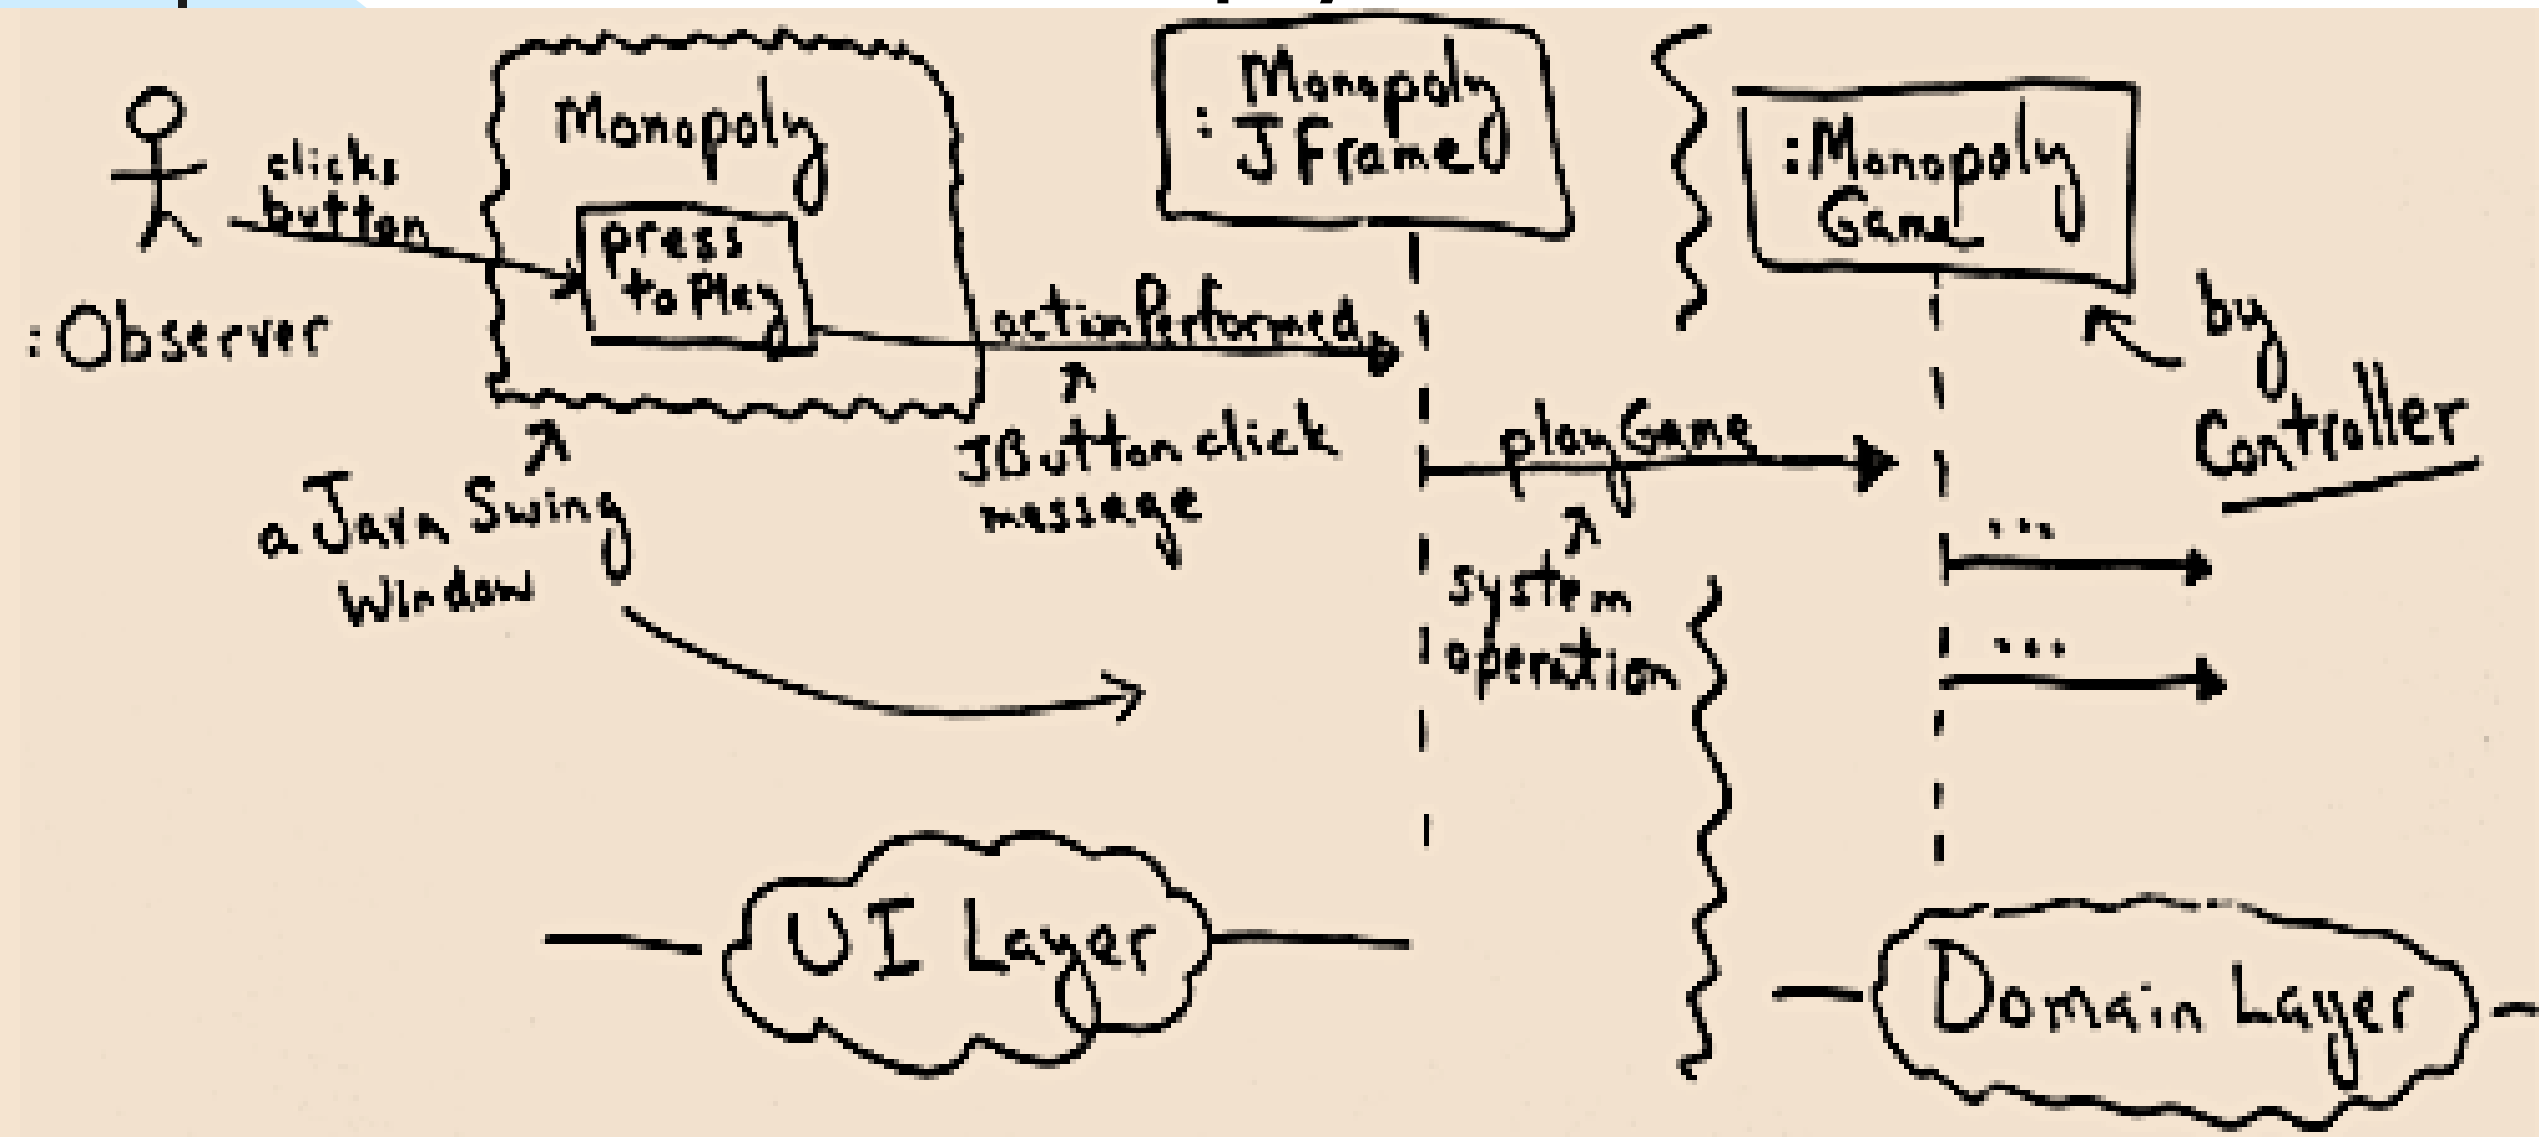 clicks
button
:Observer
Monopoly
press
to Play
actionPerformed
JButton click
message
a Java Swing
Window
Monopoly
: JFrame
:Monopoly
Game
by
Controller
playGame
system
operation
...
...
UI Layer
Domain Layer